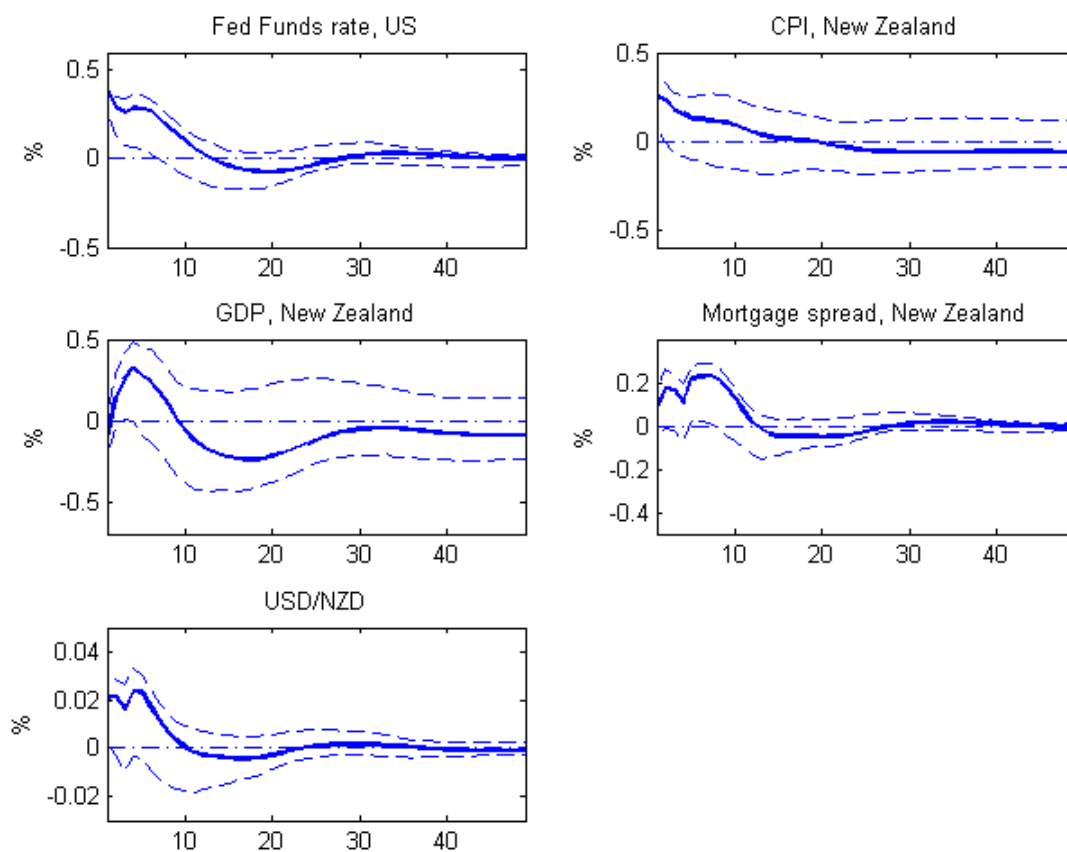 Fed Funds rate, US
0.5
0
-0.5
%
10 20 30 40
CPI, New Zealand
0.5
0
-0.5
%
10 20 30 40
GDP, New Zealand
0.5
0
-0.5
%
10 20 30 40
Mortgage spread, New Zealand
0.2
0
-0.2
-0.4
%
10 20 30 40
USD/NZD
0.04
0.02
0
-0.02
%
10 20 30 40